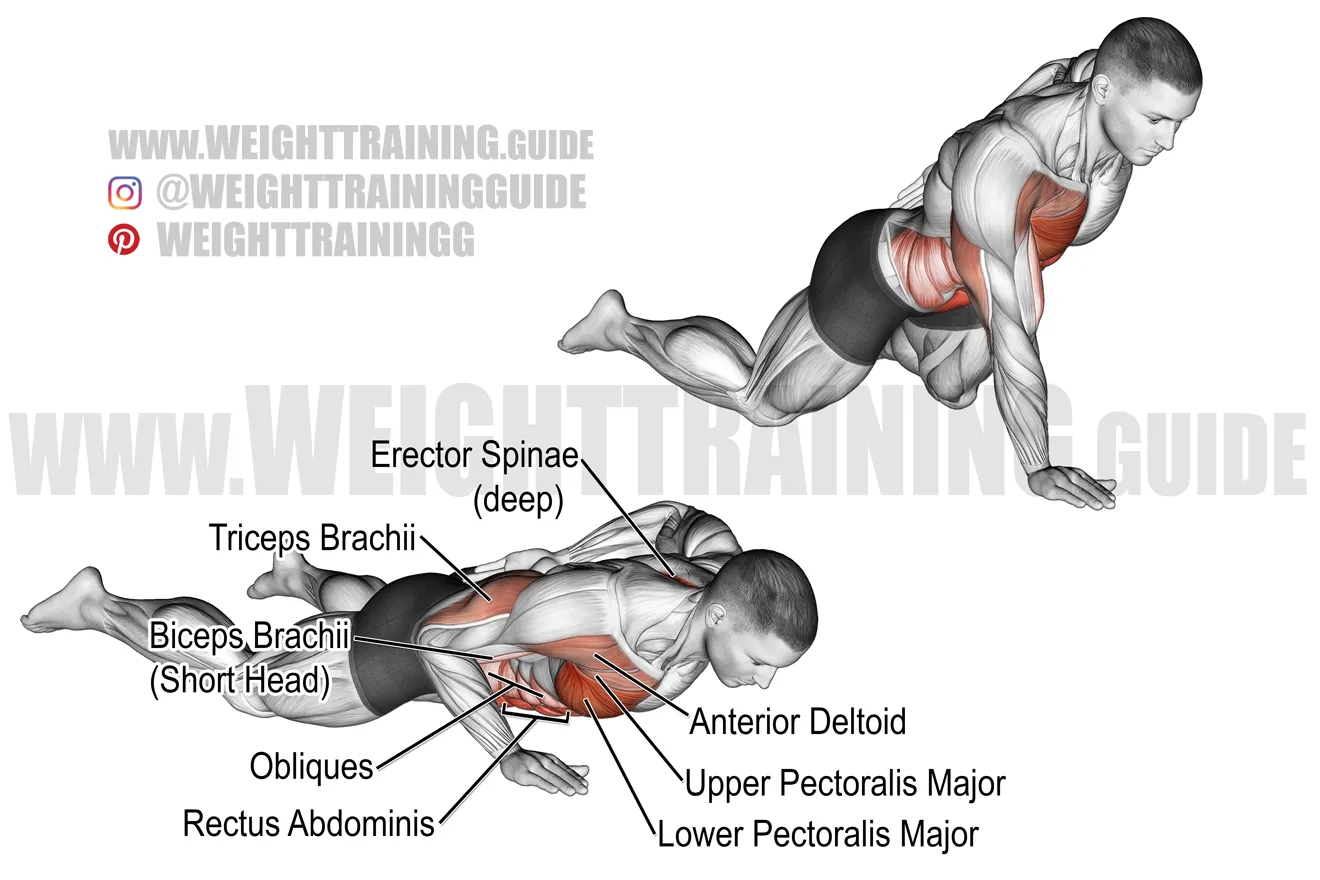 www.WEIGHTTRAINING.GUIDE
@WEIGHTTRAININGGUIDE
WEIGHTTRAININGG
www.WEIGHTTRAINING.GUIDE
Erector Spinae
(deep)
Triceps Brachii
Biceps Brachii
(Short Head)
Anterior Deltoid
Obliques
Upper Pectoralis Major
Rectus Abdominis
Lower Pectoralis Major